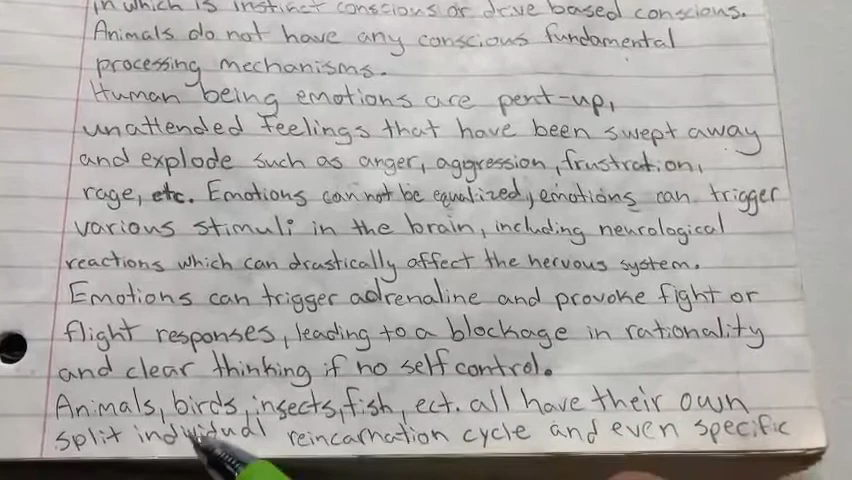 in which is instinct conscious or drive based conscious.
Animals do not have any conscious fundamental
processing mechanisms.
Human being emotions are pent-up,
unattended feelings that have been swept away
and explode such as anger, aggression, frustration,
rage, etc. Emotions can not be equalized, emotions can trigger
various stimuli in the brain, including neurological
reactions which can drastically affect the nervous system.
Emotions can trigger adrenaline and provoke fight or
flight responses, leading to a blockage in rationality
and clear thinking if no self control.
Animals, birds, insects, fish, ect. all have their own
split individual reincarnation cycle and even specific